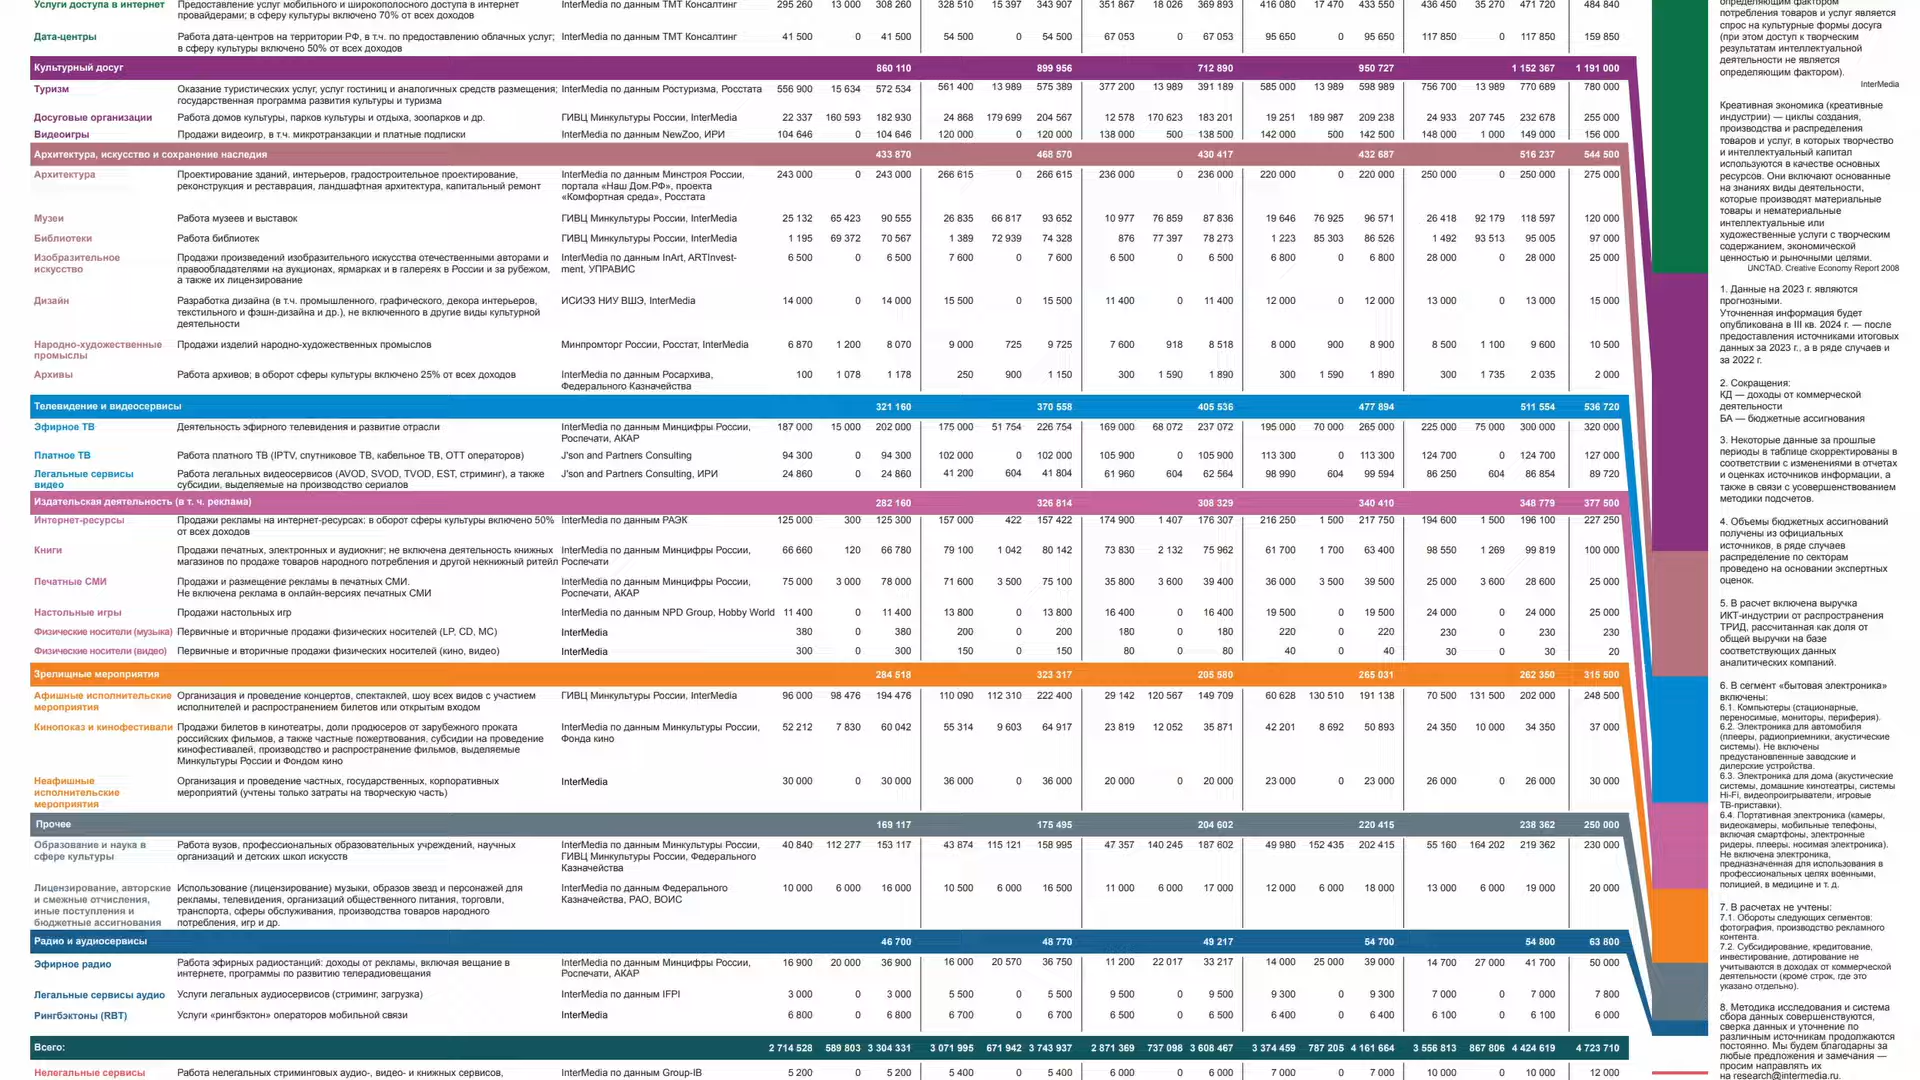 Услуги доступа в интернет Предоставление услуг мобильного и широкополосного доступа в интернет InterMedia по данным ТМТ Консалтинг 295 260 13 000 308 260 328 510 15 397 343 907 351 867 18 026 369 893 416 080 17 470 433 550 436 450 35 270 471 720 484 840
провайдерами; в сферу культуры включено 70% от всех доходов
Дата-центры Работа дата-центров на территории РФ, в т.ч. по предоставлению облачных услуг; InterMedia по данным ТМТ Консалтинг 41 500 0 41 500 54 500 0 54 500 67 053 0 67 053 95 650 0 95 650 117 850 0 117 850 159 850
в сферу культуры включено 50% от всех доходов
Культурный досуг 860 110 899 956 712 890 950 727 1 152 367 1 191 000
Туризм Оказание туристических услуг, услуг гостиниц и аналогичных средств размещения; InterMedia по данным Ростуризма, Росстата 556 900 15 634 572 534 561 400 13 989 575 389 377 200 13 989 391 189 585 000 13 989 598 989 756 700 13 989 770 689 780 000
государственная программа развития культуры и туризма
Досуговые организации Работа домов культуры, парков культуры и отдыха, зоопарков и др. ГИВЦ Минкультуры России, InterMedia 22 337 160 593 182 930 24 868 179 699 204 567 12 578 170 623 183 201 19 251 189 987 209 238 24 933 207 745 232 678 255 000
Видеоигры Продажи видеоигр, в т.ч. микротранзакции и платные подписки InterMedia по данным NewZoo, ИРИ 104 646 0 104 646 120 000 0 120 000 138 000 500 138 500 142 000 500 142 500 148 000 1 000 149 000 156 000
Архитектура, искусство и сохранение наследия 433 870 468 570 430 417 432 687 516 237 544 500
Архитектура Проектирование зданий, интерьеров, градостроительное проектирование, InterMedia по данным Минстроя России, 243 000 0 243 000 266 615 0 266 615 236 000 0 236 000 220 000 0 220 000 250 000 0 250 000 275 000
реконструкция и реставрация, ландшафтная архитектура, капитальный ремонт портала «Наш Дом.РФ», проекта
«Комфортная среда», Росстата
Музеи Работа музеев и выставок ГИВЦ Минкультуры России, InterMedia 25 132 65 423 90 555 26 835 66 817 93 652 10 977 76 859 87 836 19 646 76 925 96 571 26 418 92 179 118 597 120 000
Библиотеки Работа библиотек ГИВЦ Минкультуры России, InterMedia 1 195 69 372 70 567 1 389 72 939 74 328 876 77 397 78 273 1 223 85 303 86 526 1 492 93 513 95 005 97 000
Изобразительное Продажи произведений изобразительного искусства отечественными авторами и InterMedia по данным InArt, ARTInvest- 6 500 0 6 500 7 600 0 7 600 6 500 0 6 500 6 800 0 6 800 28 000 0 28 000 25 000
искусство правообладателями на аукционах, ярмарках и в галереях в России и за рубежом, ment, УПРАВИС
а также их лицензирование
Дизайн Разработка дизайна (в т.ч. промышленного, графического, декора интерьеров, ИСИЭЗ НИУ ВШЭ, InterMedia 14 000 0 14 000 15 500 0 15 500 11 400 0 11 400 12 000 0 12 000 13 000 0 13 000 15 000
текстильного и фэшн-дизайна и др.), не включенного в другие виды культурной
деятельности
Народно-художественные Продажи изделий народно-художественных промыслов Минпромторг России, Росстат, InterMedia 6 870 1 200 8 070 9 000 725 9 725 7 600 918 8 518 8 000 900 8 900 8 500 1 100 9 600 10 500
промыслы
Архивы Работа архивов; в оборот сферы культуры включено 25% от всех доходов InterMedia по данным Росархива, 100 1 078 1 178 250 900 1 150 300 1 590 1 890 300 1 590 1 890 300 1 735 2 035 2 000
Федерального Казначейства
Телевидение и видеосервисы 321 160 370 558 405 536 477 894 511 554 536 720
Эфирное ТВ Деятельность эфирного телевидения и развитие отрасли InterMedia по данным Минцифры России, 187 000 15 000 202 000 175 000 51 754 226 754 169 000 68 072 237 072 195 000 70 000 265 000 225 000 75 000 300 000 320 000
Роспечати, АКАР
Платное ТВ Работа платного ТВ (IPTV, спутниковое ТВ, кабельное ТВ, ОТТ операторов) J'son and Partners Consulting 94 300 0 94 300 102 000 0 102 000 105 900 0 105 900 113 300 0 113 300 124 700 0 124 700 127 000
Легальные сервисы Работа легальных видеосервисов (AVOD, SVOD, TVOD, EST, стриминг), а также J'son and Partners Consulting, ИРИ 24 860 0 24 860 41 200 604 41 804 61 960 604 62 564 98 990 604 99 594 86 250 604 86 854 89 720
видео субсидии, выделяемые на производство сериалов
Издательская деятельность (в т. ч. реклама) 282 160 326 814 308 329 340 410 348 779 377 500
Интернет-ресурсы Продажи рекламы на интернет-ресурсах: в оборот сферы культуры включено 50% InterMedia по данным РАЭК 125 000 300 125 300 157 000 422 157 422 174 900 1 407 176 307 216 250 1 500 217 750 194 600 1 500 196 100 227 250
от всех доходов
Книги Продажи печатных, электронных и аудиокниг; не включена деятельность книжных InterMedia по данным Минцифры России, 66 660 120 66 780 79 100 1 042 80 142 73 830 2 132 75 962 61 700 1 700 63 400 98 550 1 269 99 819 100 000
магазинов по продаже товаров народного потребления и другой некнижный ритейл Роспечати
Печатные СМИ Продажи и размещение рекламы в печатных СМИ. InterMedia по данным Минцифры России, 75 000 3 000 78 000 71 600 3 500 75 100 35 800 3 600 39 400 36 000 3 500 39 500 25 000 3 600 28 600 25 000
Не включена реклама в онлайн-версиях печатных СМИ Роспечати, АКАР
Настольные игры Продажи настольных игр InterMedia по данным NPD Group, Hobby World 11 400 0 11 400 13 800 0 13 800 16 400 0 16 400 19 500 0 19 500 24 000 0 24 000 25 000
Физические носители (музыка) Первичные и вторичные продажи физических носителей (LP, CD, MC) InterMedia 380 0 380 200 0 200 180 0 180 220 0 220 230 0 230 230
Физические носители (видео) Первичные и вторичные продажи физических носителей (кино, видео) InterMedia 300 0 300 150 0 150 80 0 80 40 0 40 30 0 30 20
Зрелищные мероприятия 284 518 323 317 205 580 265 031 262 350 315 500
Афишные исполнительские Организация и проведение концертов, спектаклей, шоу всех видов с участием ГИВЦ Минкультуры России, InterMedia 96 000 98 476 194 476 110 090 112 310 222 400 29 142 120 567 149 709 60 628 130 510 191 138 70 500 131 500 202 000 248 500
мероприятия исполнителей и распространением билетов или открытым входом
Кинопоказ и кинофестивали Продажи билетов в кинотеатры, доли продюсеров от зарубежного проката InterMedia по данным Минкультуры России, 52 212 7 830 60 042 55 314 9 603 64 917 23 819 12 052 35 871 42 201 8 692 50 893 24 350 10 000 34 350 37 000
российских фильмов, а также частные пожертвования, субсидии на проведение Фонда кино
кинофестивалей, производство и распространение фильмов, выделяемые
Минкультуры России и Фондом кино
Неафишные Организация и проведение частных, государственных, корпоративных InterMedia 30 000 0 30 000 36 000 0 36 000 20 000 0 20 000 23 000 0 23 000 26 000 0 26 000 30 000
исполнительские мероприятий (учтены только затраты на творческую часть)
мероприятия
Прочее 169 117 175 495 204 602 220 415 238 362 250 000
Образование и наука в Работа вузов, профессиональных образовательных учреждений, научных InterMedia по данным Минкультуры России, 40 840 112 277 153 117 43 874 115 121 158 995 47 357 140 245 187 602 49 980 152 435 202 415 55 160 164 202 219 362 230 000
сфере культуры организаций и детских школ искусств ГИВЦ Минкультуры России, Федерального
Казначейства
Лицензирование, авторские Использование (лицензирование) музыки, образов звезд и персонажей для InterMedia по данным Федерального 10 000 6 000 16 000 10 500 6 000 16 500 11 000 6 000 17 000 12 000 6 000 18 000 13 000 6 000 19 000 20 000
и смежные отчисления, рекламы, телевидения, организаций общественного питания, торговли, Казначейства, РАО, ВОИС
иные поступления и транспорта, сферы обслуживания, производства товаров народного
бюджетные ассигнования потребления, игр и др.
Радио и аудиосервисы 46 700 48 770 49 217 54 700 54 800 63 800
Эфирное радио Работа эфирных радиостанций: доходы от рекламы, включая вещание в InterMedia по данным Минцифры России, 16 900 20 000 36 900 16 000 20 570 36 750 11 200 22 017 33 217 14 000 25 000 39 000 14 700 27 000 41 700 50 000
интернете, программы по развитию телерадиовещания Роспечати, АКАР
Легальные сервисы аудио Услуги легальных аудиосервисов (стриминг, загрузка) InterMedia по данным IFPI 3 000 0 3 000 5 500 0 5 500 9 500 0 9 500 9 300 0 9 300 7 000 0 7 000 7 800
Рингбэктоны (RBT) Услуги «рингбэктон» операторов мобильной связи InterMedia 6 800 0 6 800 6 700 0 6 700 6 500 0 6 500 6 400 0 6 400 6 100 0 6 100 6 000
Всего: 2 714 528 589 803 3 304 331 3 071 995 671 942 3 743 937 2 871 369 737 098 3 608 467 3 374 459 787 205 4 161 664 3 556 813 867 806 4 424 619 4 723 710
Нелегальные сервисы Работа нелегальных стриминговых аудио-, видео- и книжных сервисов, InterMedia по данным Group-IB 5 200 0 5 200 5 400 0 5 400 6 000 0 6 000 7 000 0 7 000 10 000 0 10 000 12 000
определяющим фактором
потребления товаров и услуг является
спрос на культурные формы досуга
(при этом доступ к творческим
результатам интеллектуальной
деятельности не является
определяющим фактором).
InterMedia
Креативная экономика (креативные
индустрии) — циклы создания,
производства и распределения
товаров и услуг, в которых творчество
и интеллектуальный капитал
используются в качестве основных
ресурсов. Они включают основанные
на знаниях виды деятельности,
которые производят материальные
товары и нематериальные
интеллектуальные или
художественные услуги с творческим
содержанием, экономической
ценностью и рыночными целями.
UNCTAD. Creative Economy Report 2008
1. Данные на 2023 г. являются
прогнозными.
Уточненная информация будет
опубликована в III кв. 2024 г. — после
предоставления источниками итоговых
данных за 2023 г., а в ряде случаев и
за 2022 г.
2. Сокращения:
КД — доходы от коммерческой
деятельности
БА — бюджетные ассигнования
3. Некоторые данные за прошлые
периоды в таблице скорректированы в
соответствии с изменениями в отчетах
и оценках источников информации, а
также в связи с усовершенствованием
методики подсчетов.
4. Объемы бюджетных ассигнований
получены из официальных
источников, в ряде случаев
распределение по секторам
проведено на основании экспертных
оценок.
5. В расчет включена выручка
ИКТ-индустрии от распространения
ТРИД, рассчитанная как доля от
общей выручки на базе
соответствующих данных
аналитических компаний.
6. В сегмент «бытовая электроника»
включены:
6.1. Компьютеры (стационарные,
переносимые, мониторы, периферия).
6.2. Электроника для автомобиля
(плееры, радиоприемники, акустические
системы). Не включены
предустановленные заводские и
дилерские устройства.
6.3. Электроника для дома (акустические
системы, домашние кинотеатры, системы
Hi-Fi, видеопроигрыватели, игровые
ТВ-приставки).
6.4. Портативная электроника (камеры,
видеокамеры, мобильные телефоны,
включая смартфоны, электронные
ридеры, плееры, носимая электроника).
Не включена электроника,
предназначенная для использования в
профессиональных целях военными,
полицией, в медицине и т. д.
7. В расчетах не учтены:
7.1. Обороты следующих сегментов:
фотография, производство рекламного
контента.
7.2. Субсидирование, кредитование,
инвестирование, дотирование не
учитываются в доходах от коммерческой
деятельности (кроме строк, где это
указано отдельно).
8. Методика исследования и система
сбора данных совершенствуются,
сверка данных и уточнение по
различным источникам продолжаются
постоянно. Мы будем благодарны за
любые предложения и замечания —
просим направлять их
на research@intermedia.ru.